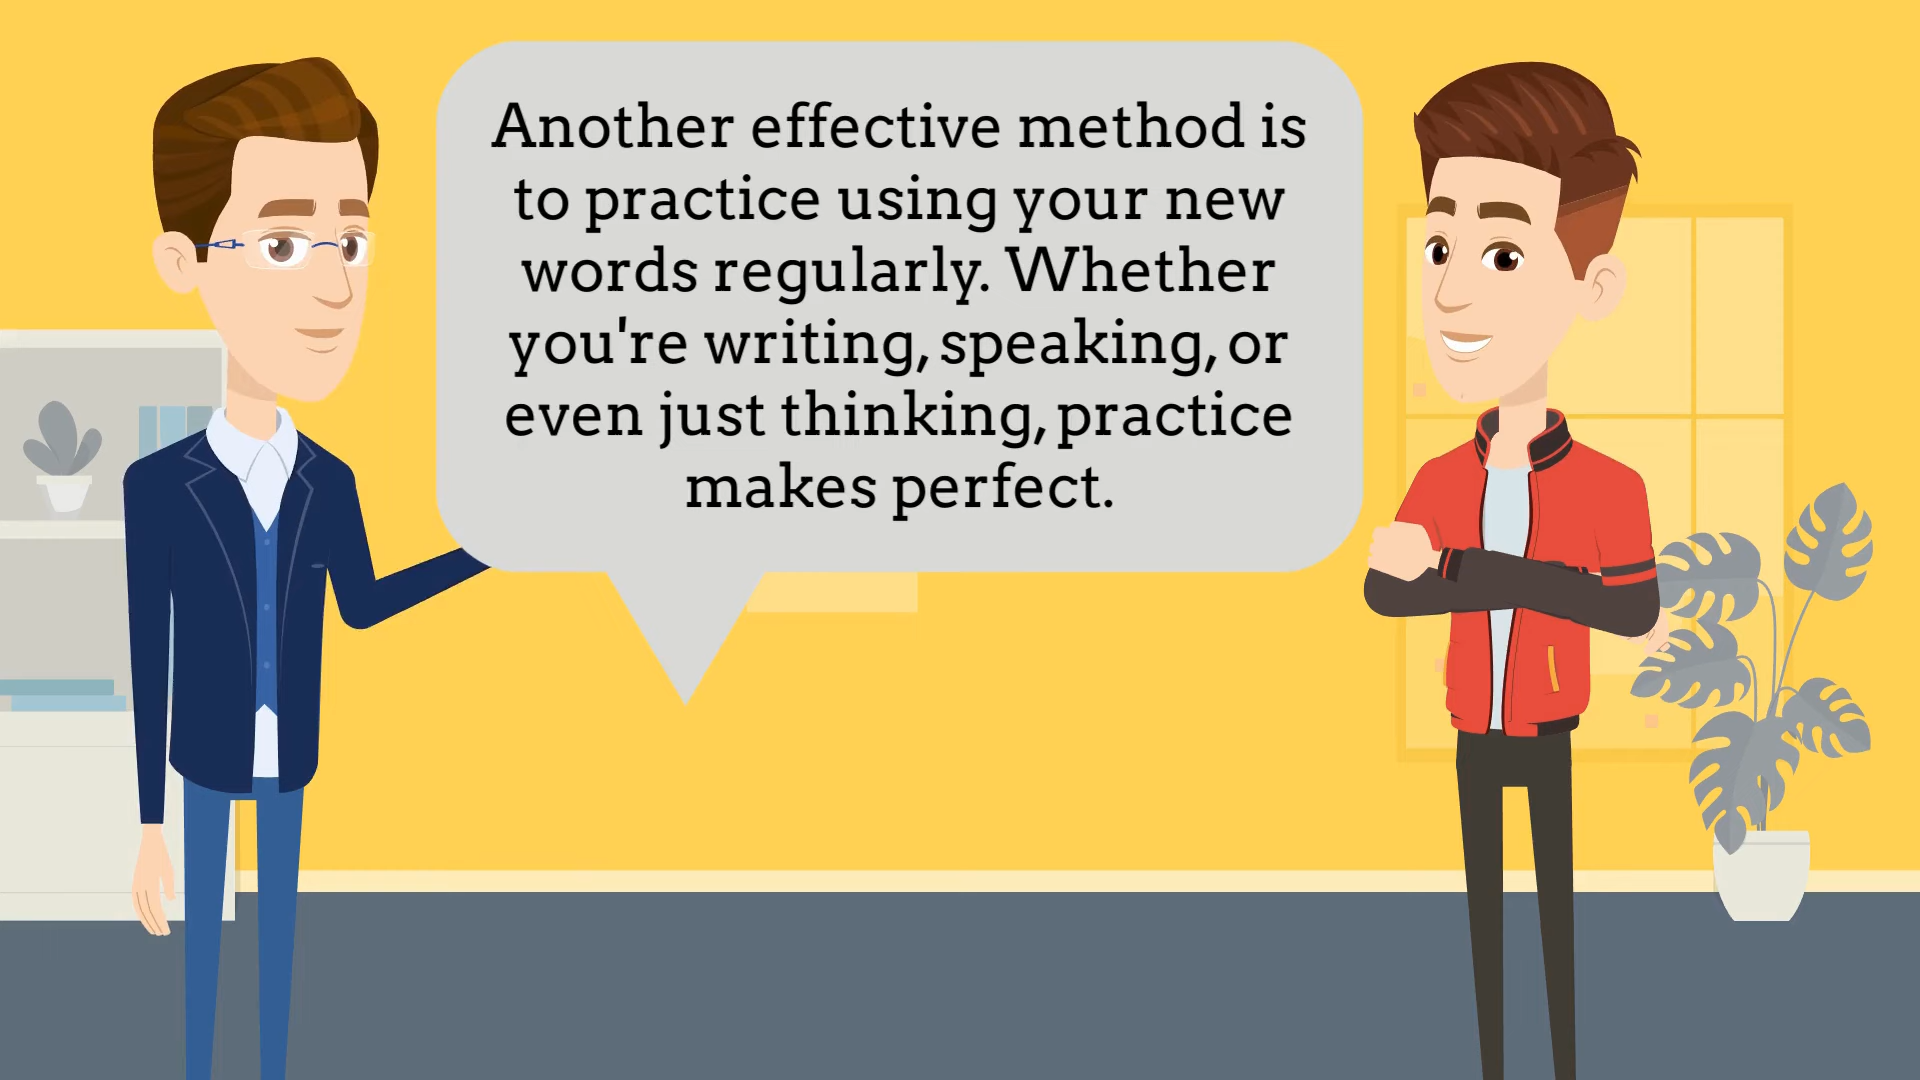 Another effective method is
to practice using your new
words regularly. Whether
you're writing, speaking, or
even just thinking, practice
makes perfect.